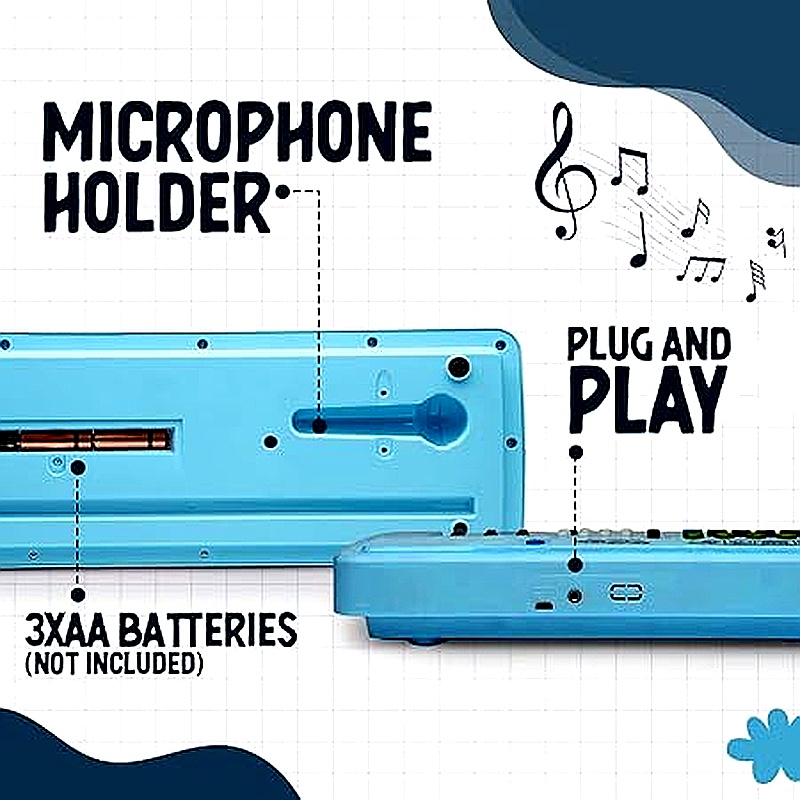 MICROPHONE
HOLDER
PLUG AND
PLAY
3XAA BATTERIES
(NOT INCLUDED)